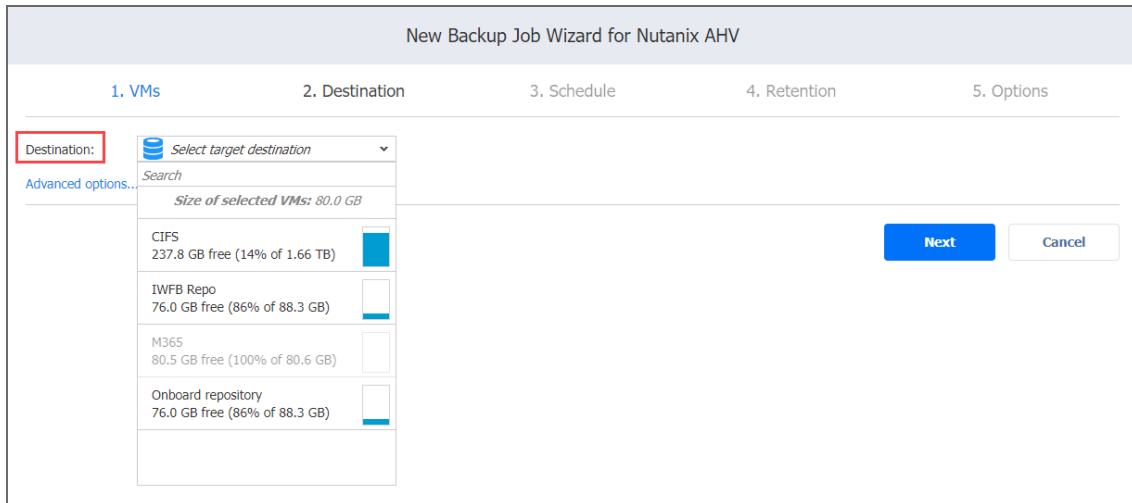 New Backup Job Wizard for Nutanix AHV
1. VMs 2. Destination 3. Schedule 4. Retention 5. Options
Destination: Select target destination
Search
Advanced options...
Size of selected VMs: 80.0 GB
CIFS
237.8 GB free (14% of 1.66 TB)
Next Cancel
IWFB Repo
76.0 GB free (86% of 88.3 GB)
M365
80.5 GB free (100% of 80.6 GB)
Onboard repository
76.0 GB free (86% of 88.3 GB)